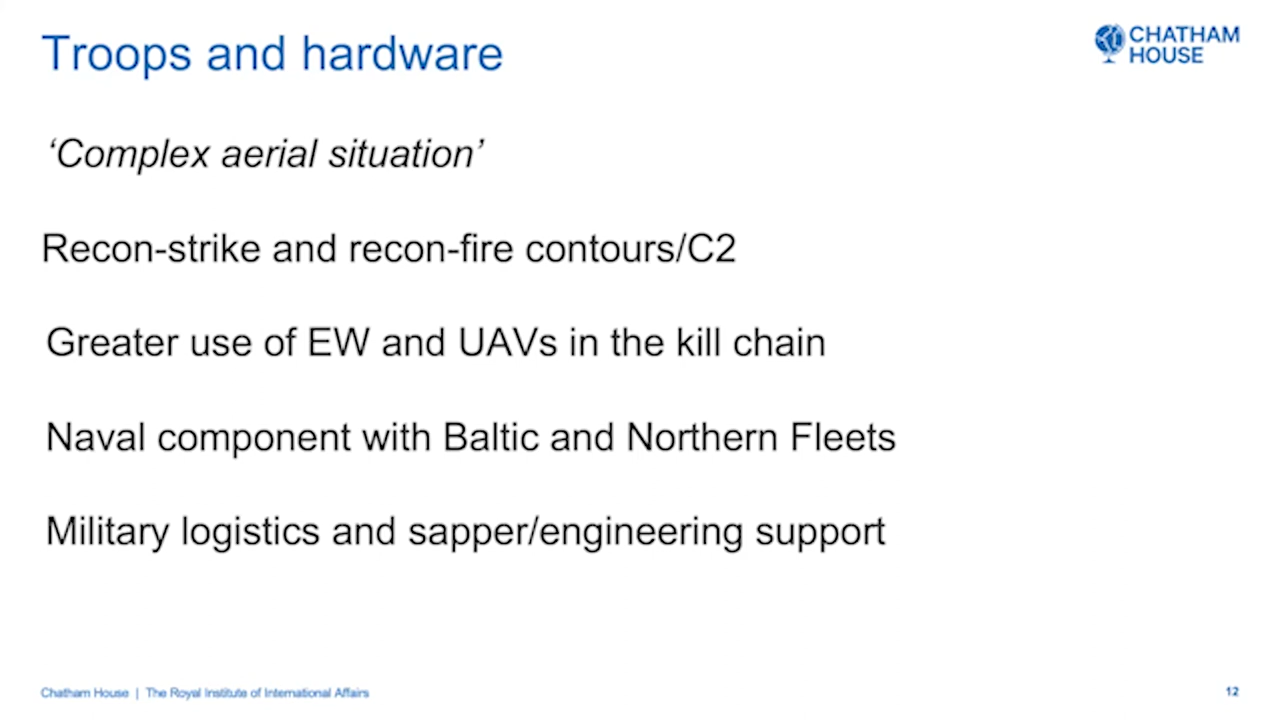 Troops and hardware
CHATHAM
HOUSE
‘Complex aerial situation’
Recon-strike and recon-fire contours/C2
Greater use of EW and UAVs in the kill chain
Naval component with Baltic and Northern Fleets
Military logistics and sapper/engineering support
Chatham House | The Royal Institute of International Affairs
12